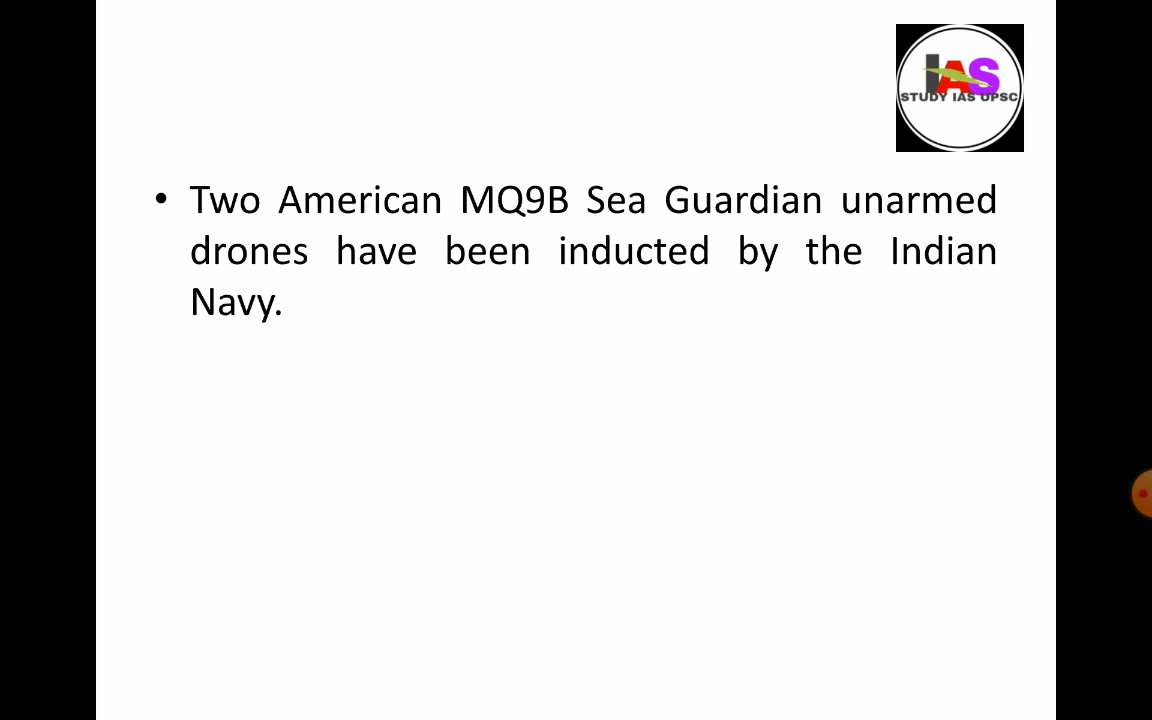 IAS
STUDY IAS UPSC
• Two American MQ9B Sea Guardian unarmed
drones have been inducted by the Indian
Navy.